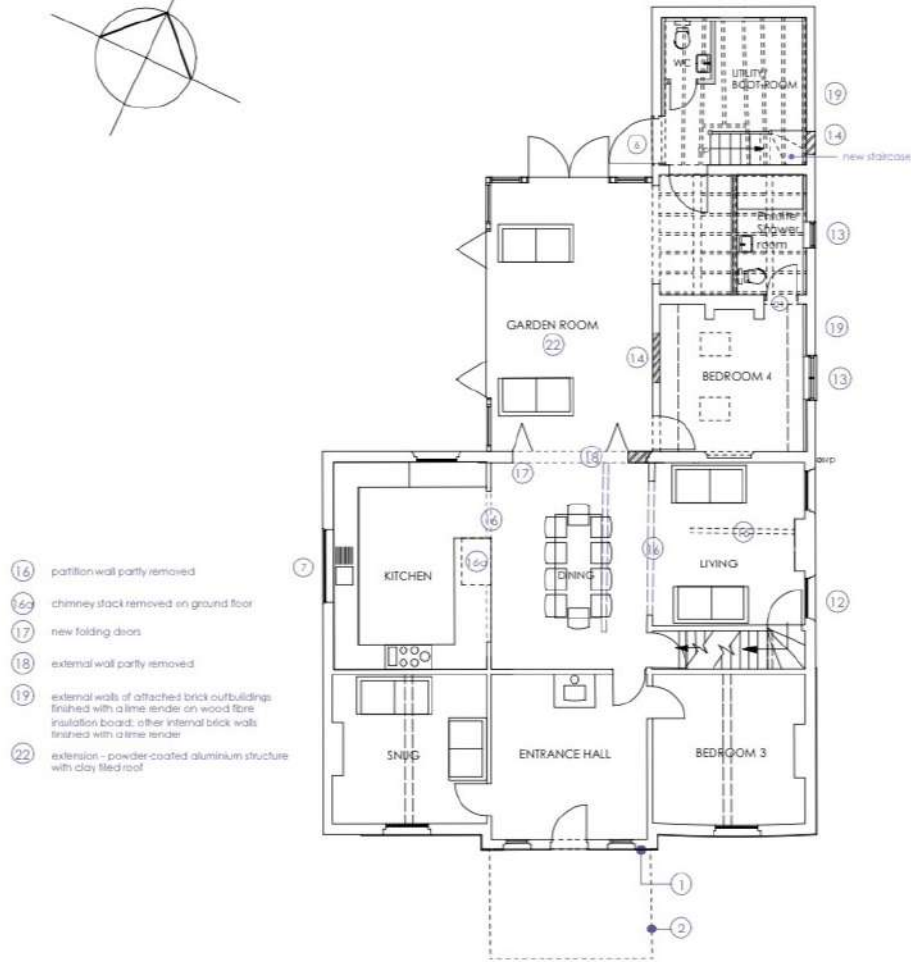 WC
UTILITY/
BOOT ROOM
19
14
new staircase
6
Ensuite
Shower
room
13
GARDEN ROOM
22
14
19
BEDROOM 4
13
18
17
svp
16
16a
KITCHEN
DINING
16
LIVING
7
12
16 partition wall partly removed
16a chimney stack removed on ground floor
17 new folding doors
18 external wall partly removed
19 external walls of attached brick outbuildings
finished with a lime render on wood fibre
insulation board; other internal brick walls
finished with a lime render
22 extension - powder-coated aluminium structure
with clay tiled roof
SNUG
ENTRANCE HALL
BEDROOM 3
1
2